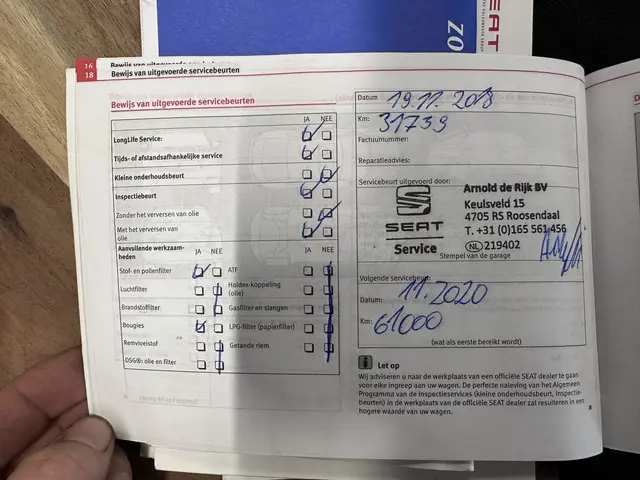 SEAT
ZO
16
18
Bewijs van uitgevoerde servicebeurten
Bewijs van uitgevoerde servicebeurten
JA NEE
LongLife Service:
Tijds- of afstandsafhankelijke service
Kleine onderhoudsbeurt
Inspectiebeurt
Zonder het verversen van olie
Met het verversen van
olie
Aanvullende werkzaam-
heden
JA NEE
JA NEE
Stof- en pollenfilter
ATF
Luchtfilter
Haldex-koppeling
(olie)
Brandstoffilter
Gasfilter en slangen
Bougies
LPG-filter (papierfilter)
Remvloeistof
Getande riem
DSG®: olie en filter
Datum 19.11.2018
Km: 31739
Factuurnummer:
Reparatieadvies:
Servicebeurt uitgevoerd door:
SEAT
Service
Arnold de Rijk BV
Keulsveld 15
4705 RS Roosendaal
T. +31 (0)165 561 456
NL 219402
Stempel van de garage
Volgende servicebeurt:
Datum: 11.2020
Km: 61000
(wat als eerste bereikt wordt)
Let op
Wij adviseren u naar de werkplaats van een officiële SEAT dealer te gaan
voor elke ingreep aan uw wagen. De perfecte naleving van het Algemeen
Programma van de Inspectieservices (kleine onderhoudsbeurt, inspectie-
beurten) in de werkplaats van de officiële SEAT dealer zal resulteren in een
hogere waarde van uw wagen.